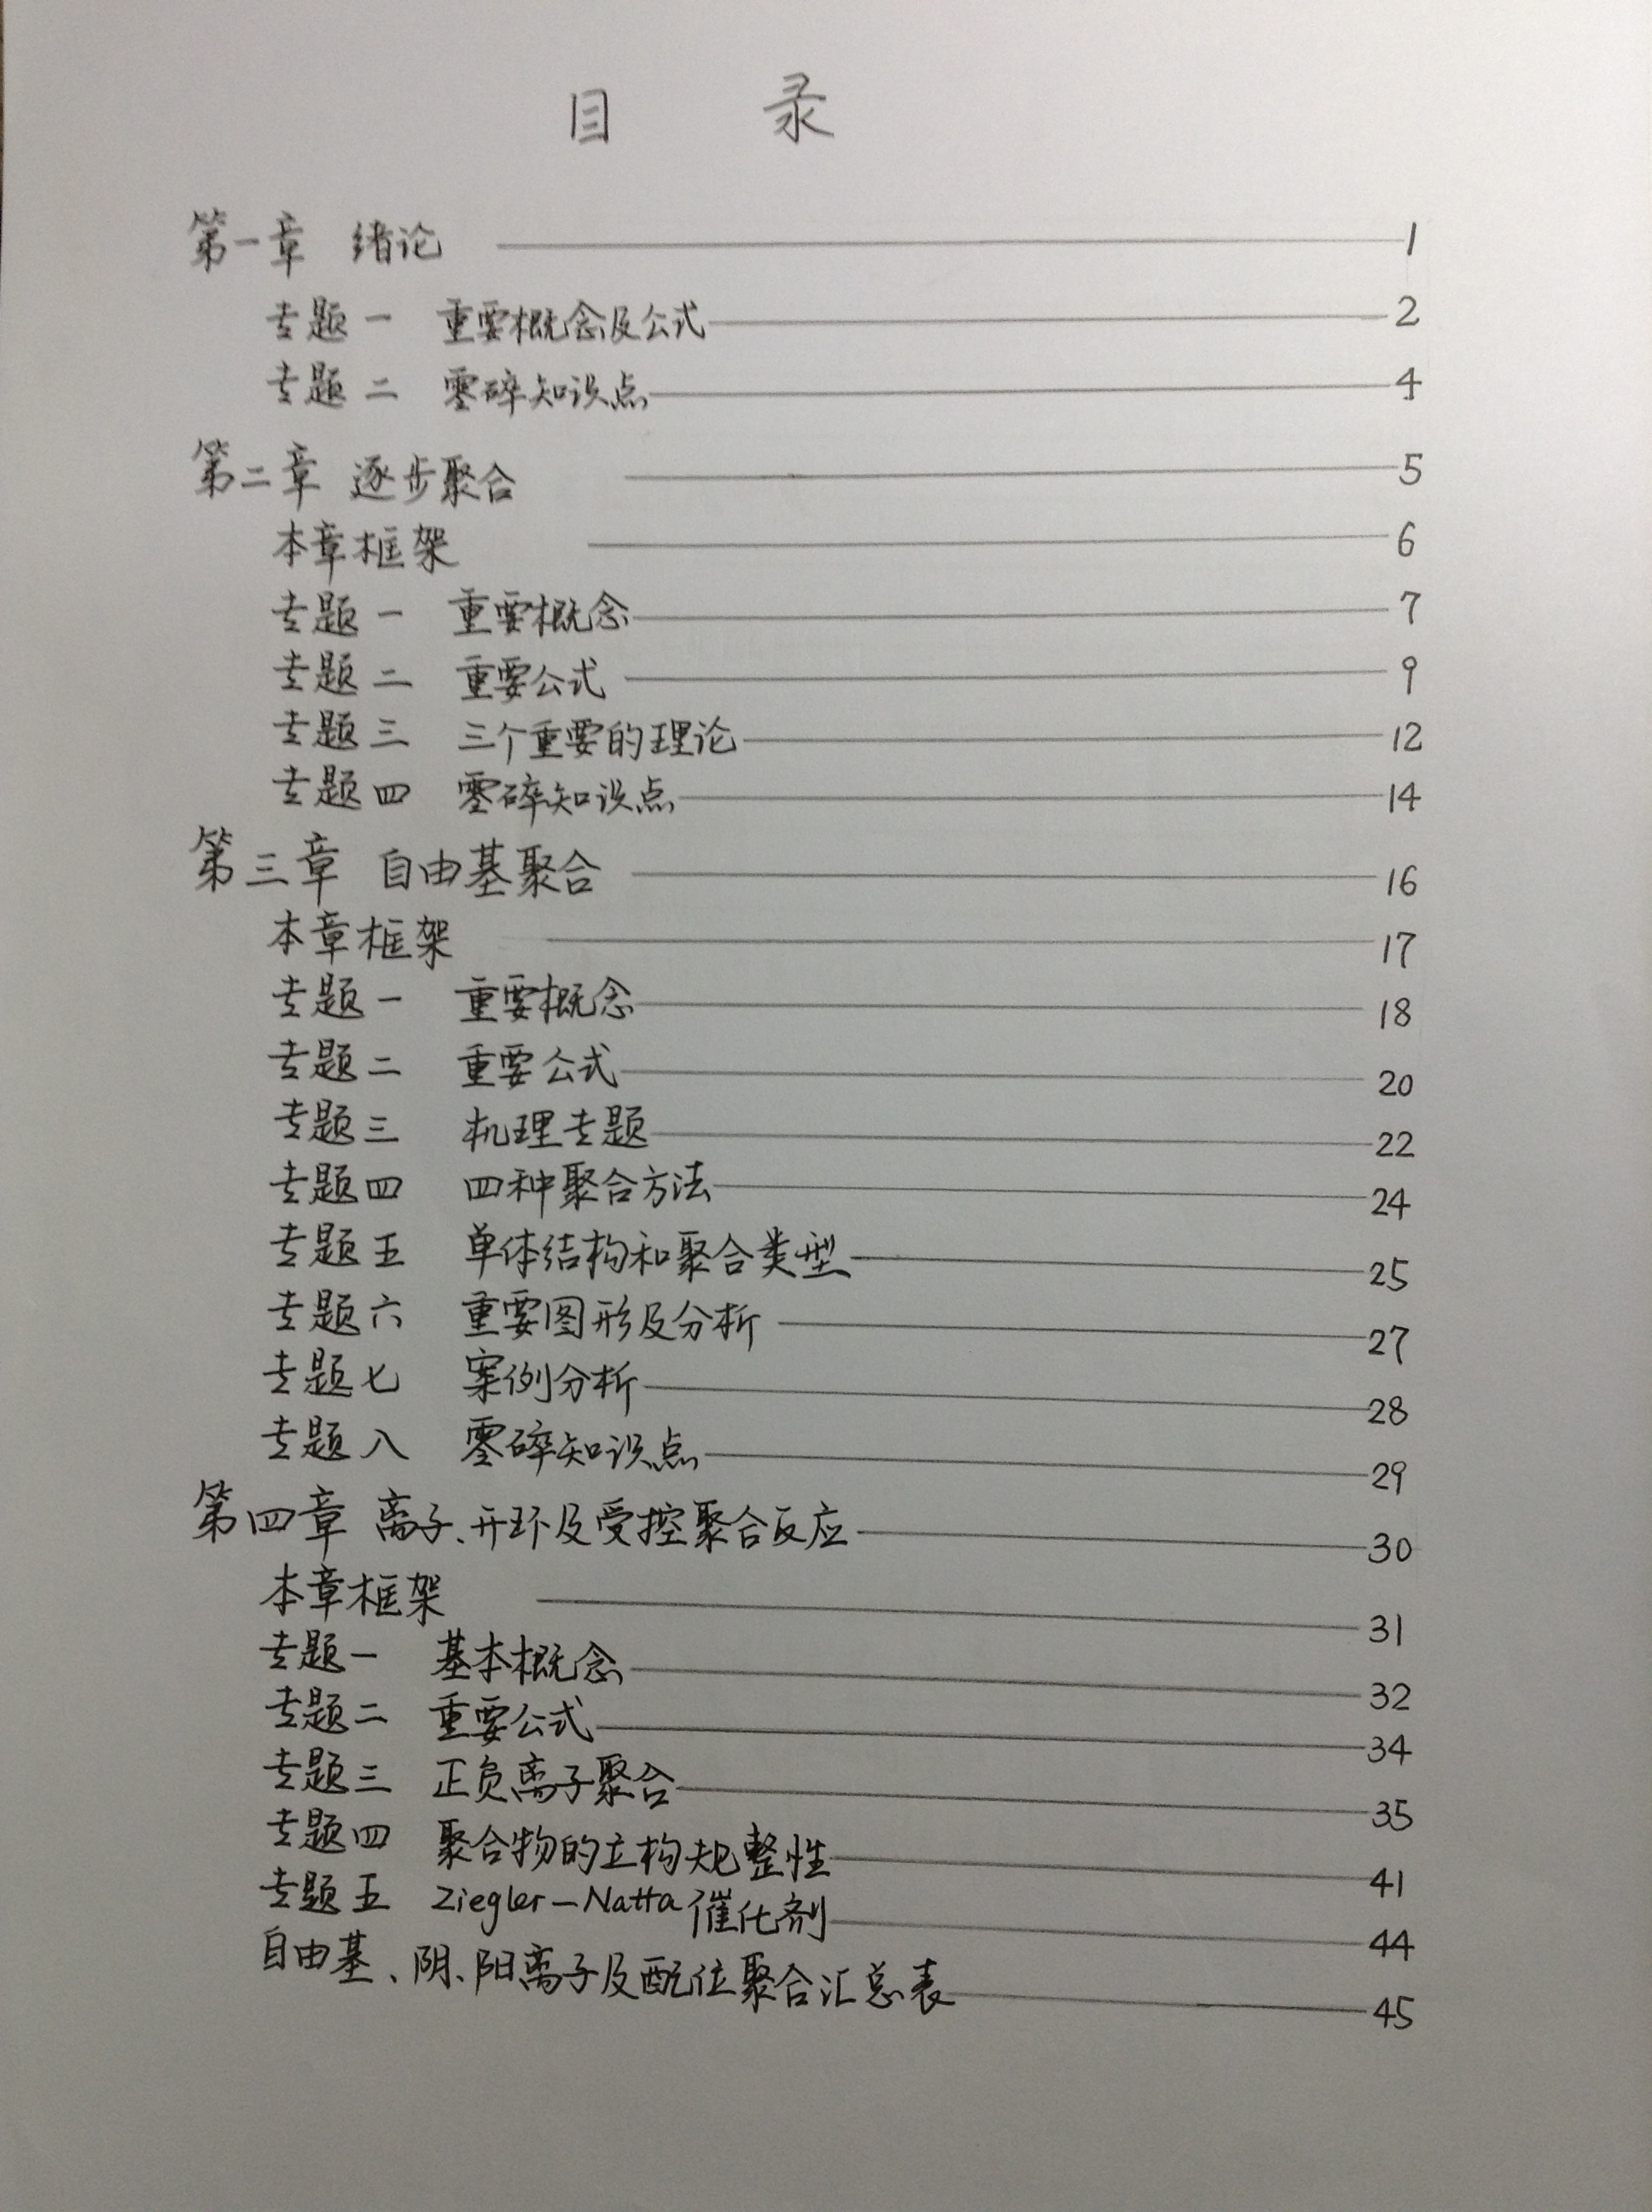 目 录
第一章 绪论 1
专题一 重要概念及公式 2
专题二 零碎知识点 4
第二章 逐步聚合 5
本章框架 6
专题一 重要概念 7
专题二 重要公式 9
专题三 三个重要的理论 12
专题四 零碎知识点 14
第三章 自由基聚合 16
本章框架 17
专题一 重要概念 18
专题二 重要公式 20
专题三 机理专题 22
专题四 四种聚合方法 24
专题五 单体结构和聚合类型 25
专题六 重要图形及分析 27
专题七 案例分析 28
专题八 零碎知识点 29
第四章 离子、开环及受控聚合反应 30
本章框架 31
专题一 基本概念 32
专题二 重要公式 34
专题三 正负离子聚合 35
专题四 聚合物的立构规整性 41
专题五 Ziegler—Natta催化剂 44
自由基、阴、阳离子及配位聚合汇总表 45